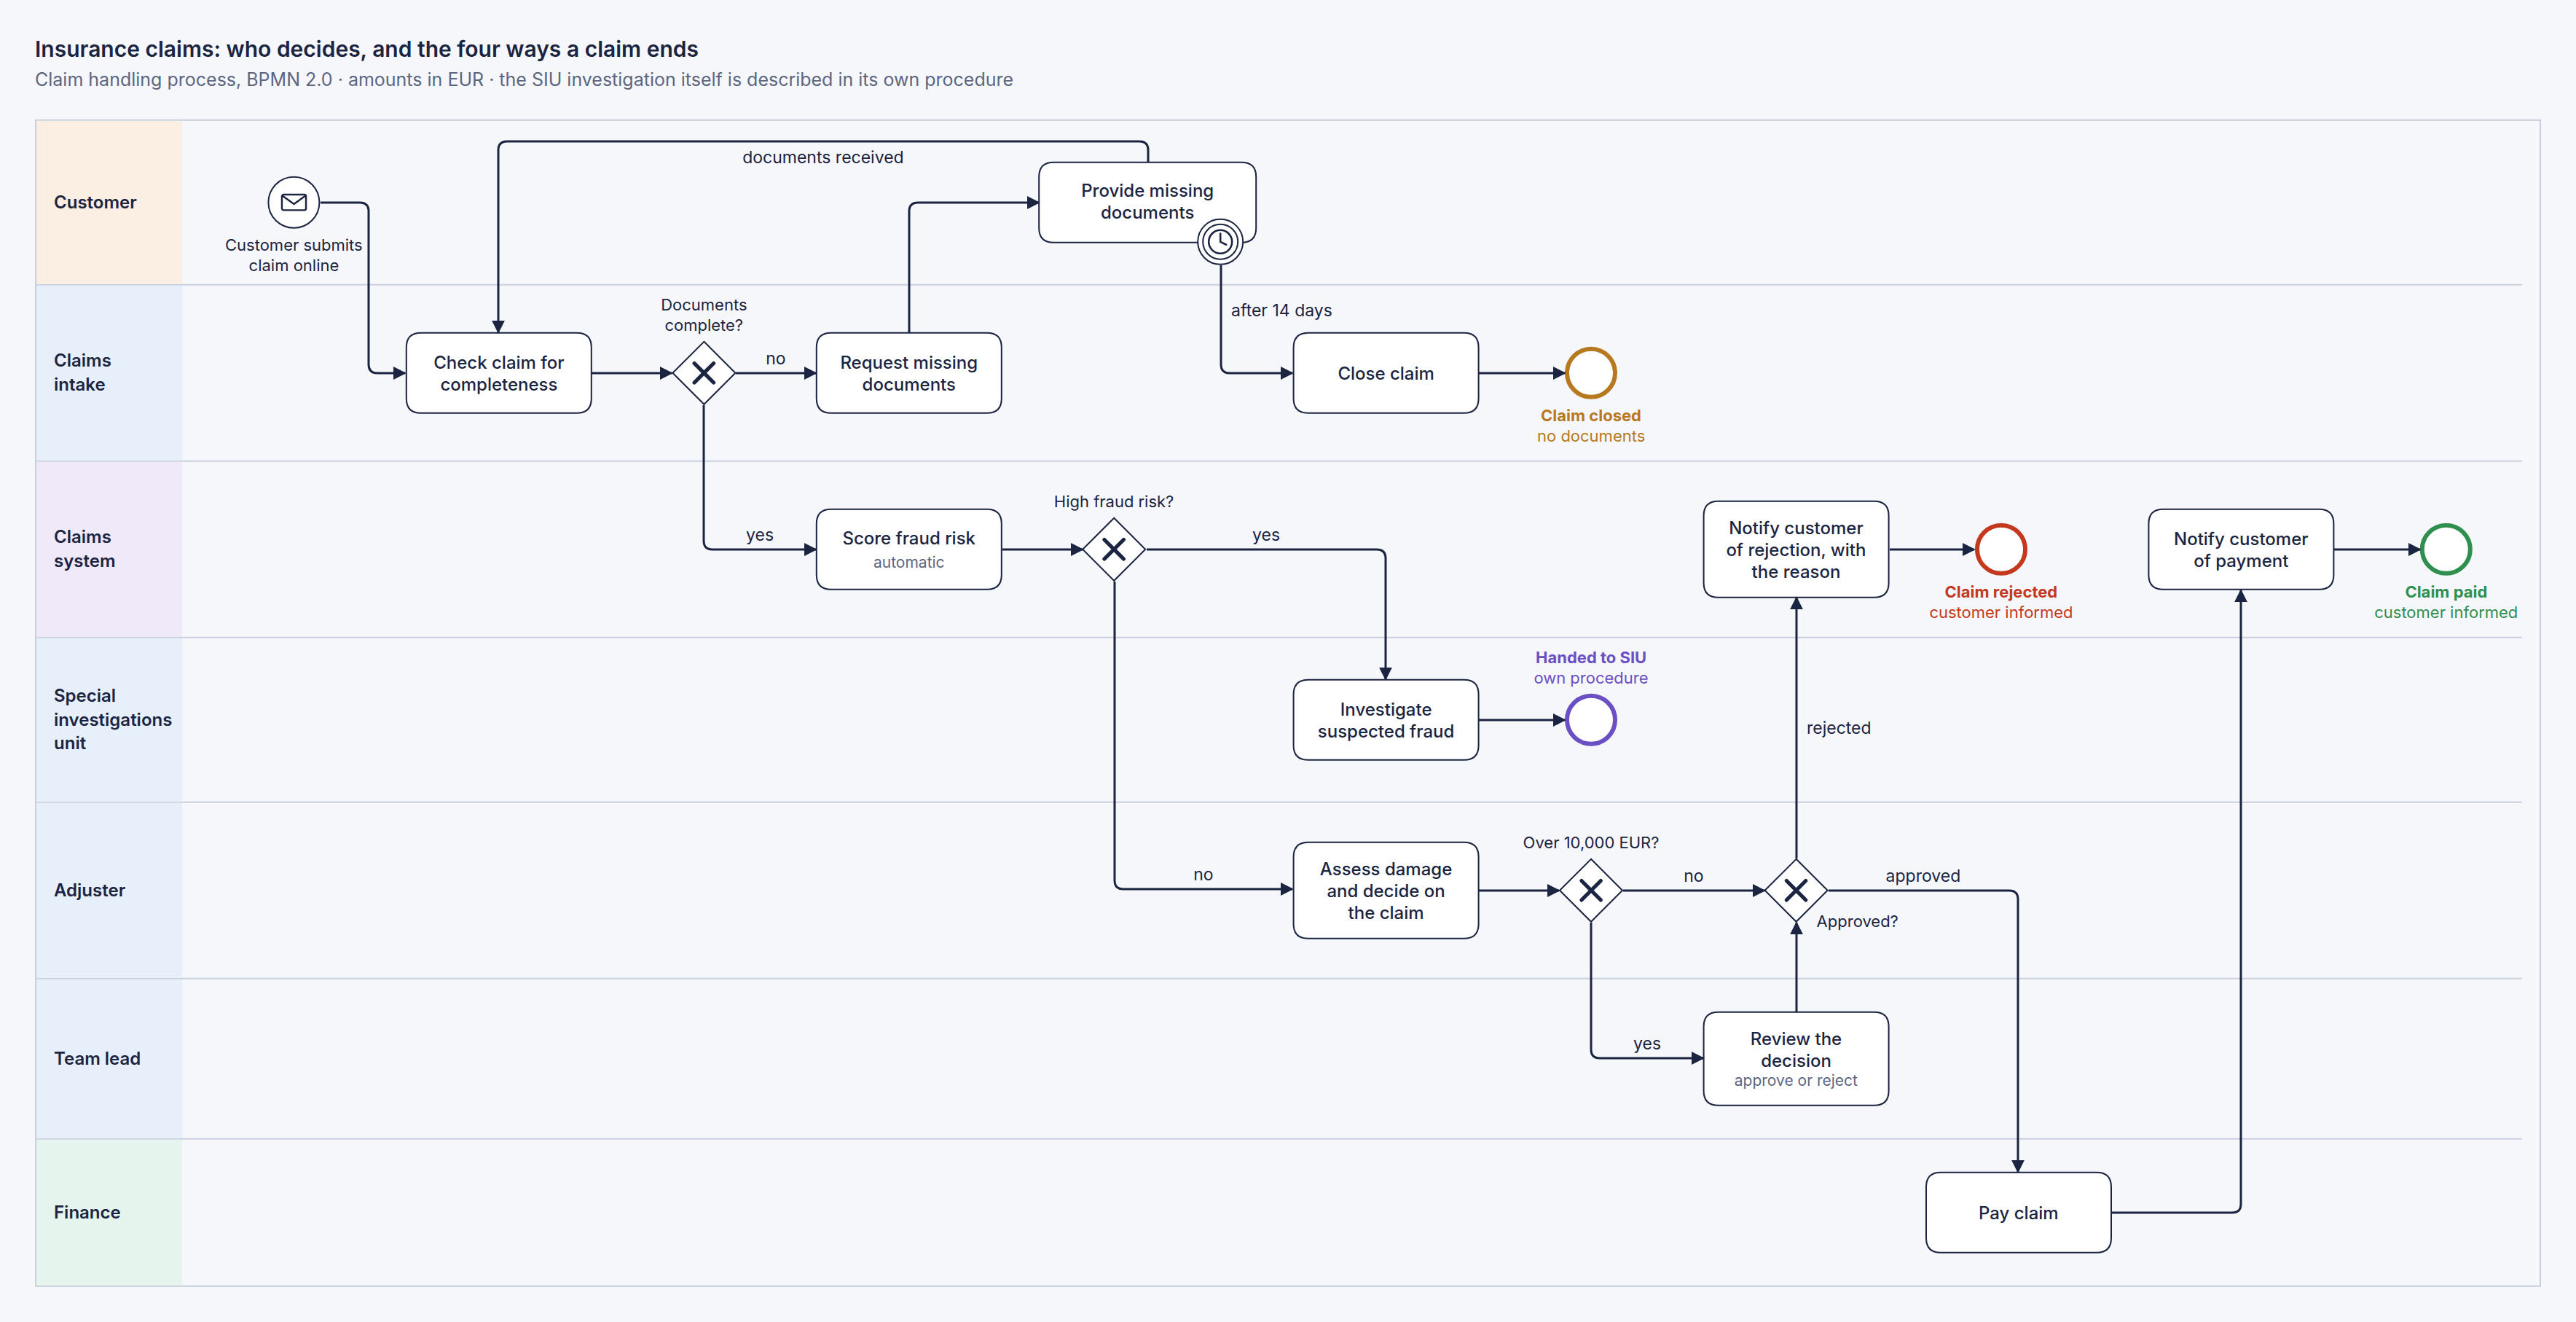 Insurance claims: who decides, and the four ways a claim ends
Claim handling process, BPMN 2.0 · amounts in EUR · the SIU investigation itself is described in its own procedure
Customer
Customer submits
claim online
documents received
Provide missing
documents
Claims
intake
Check claim for
completeness
Documents
complete?
no
Request missing
documents
after 14 days
Close claim
Claim closed
no documents
Claims
system
yes
Score fraud risk
automatic
High fraud risk?
yes
Notify customer
of rejection, with
the reason
Claim rejected
customer informed
Notify customer
of payment
Claim paid
customer informed
Special
investigations
unit
Investigate
suspected fraud
Handed to SIU
own procedure
rejected
Adjuster
no
Assess damage
and decide on
the claim
Over 10,000 EUR?
no
approved
Approved?
Team lead
yes
Review the
decision
approve or reject
Finance
Pay claim